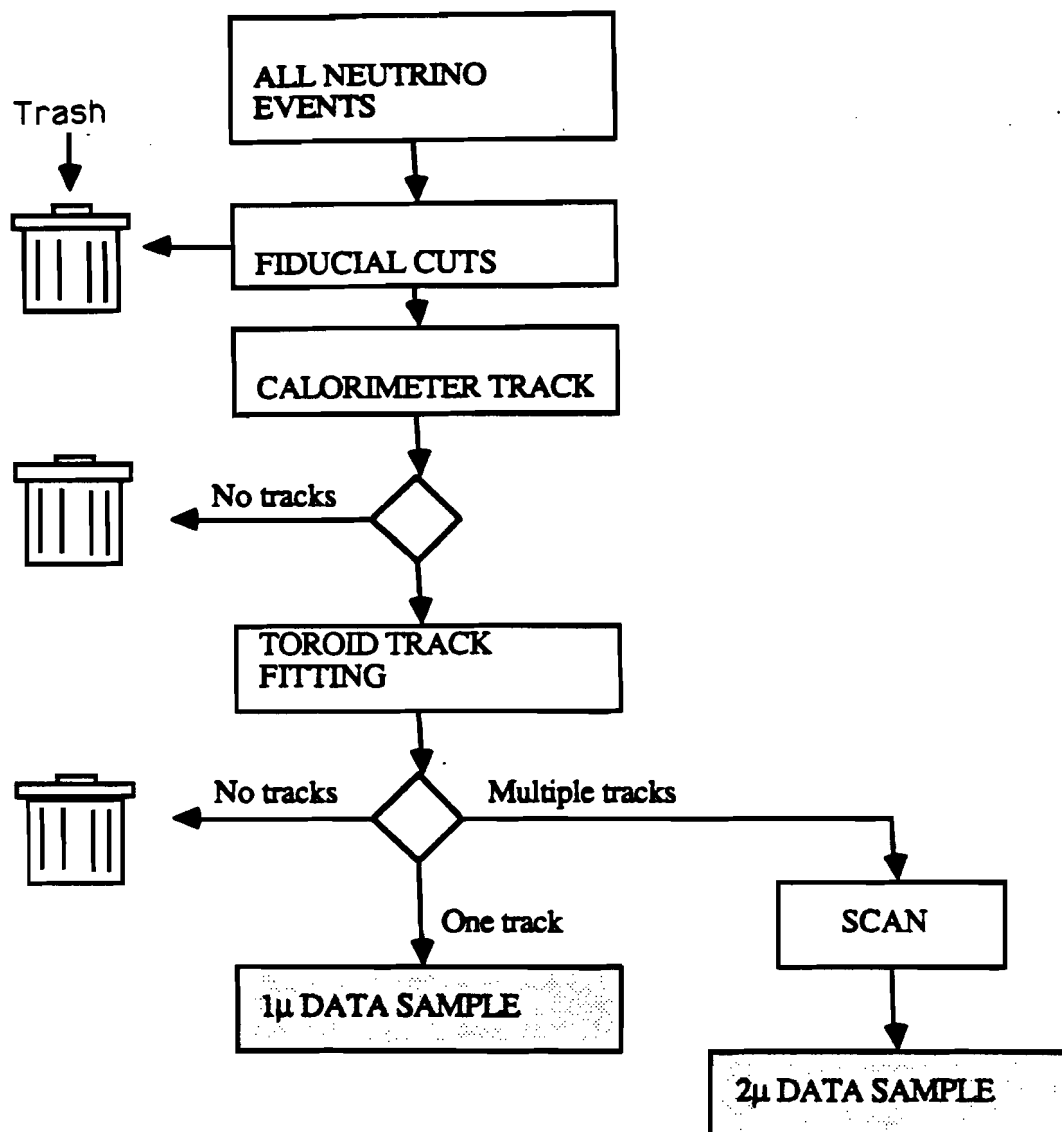 ALL NEUTRINO
EVENTS
Trash
FIDUCIAL CUTS
CALORIMETER TRACK
No tracks
TOROID TRACK
FITTING
No tracks
Multiple tracks
One track
SCAN
1μ DATA SAMPLE
2μ DATA SAMPLE